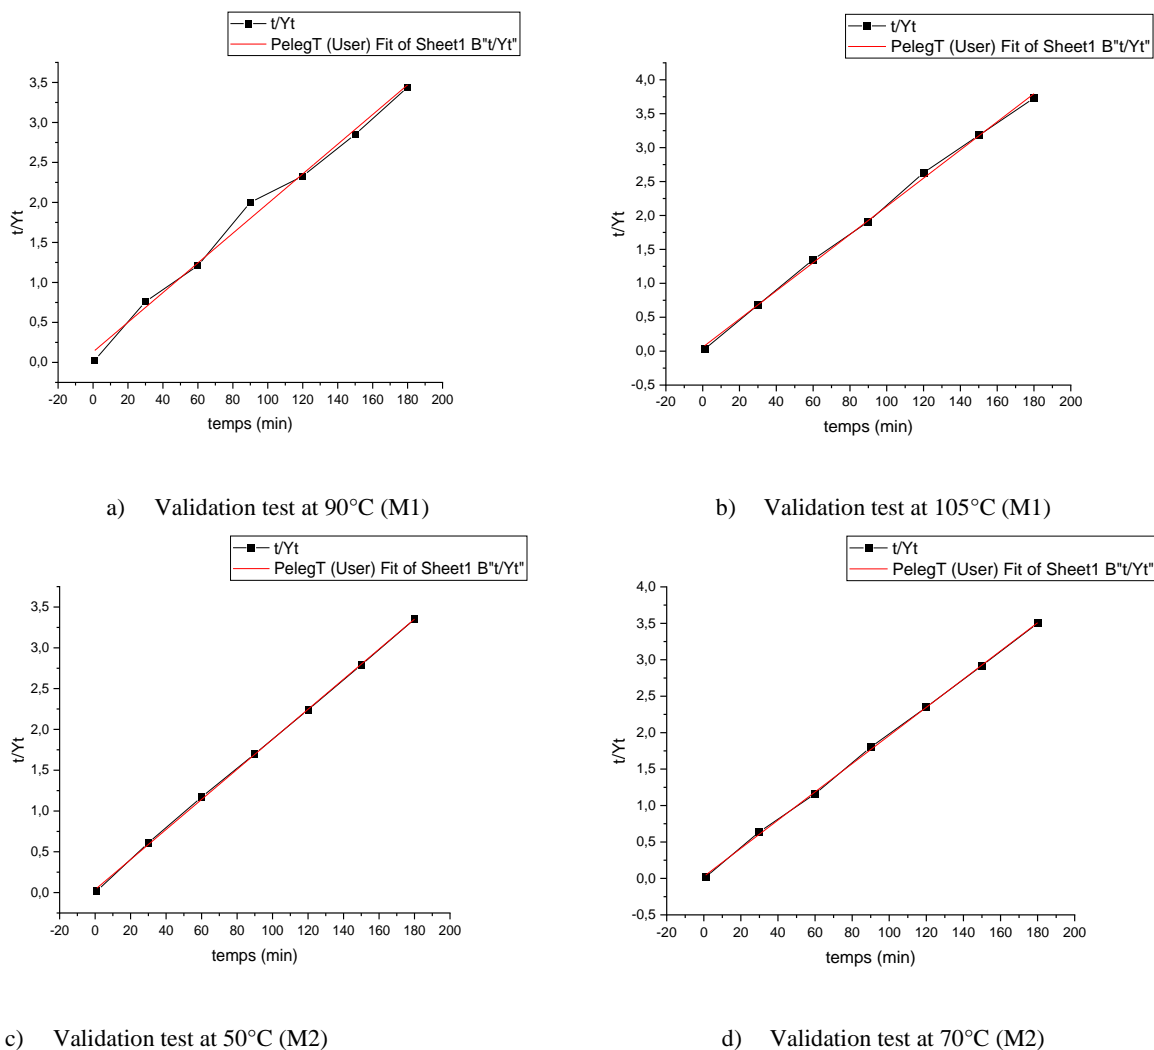 t/Yt
PelegT (User) Fit of Sheet1 B"t/Yt"
3,5
3,0
2,5
2,0
1,5
1,0
0,5
0,0
t/Yt
-20 0 20 40 60 80 100 120 140 160 180 200
temps (min)
a) Validation test at 90°C (M1)
t/Yt
PelegT (User) Fit of Sheet1 B"t/Yt"
4,0
3,5
3,0
2,5
2,0
1,5
1,0
0,5
0,0
-0,5
t/Yt
-20 0 20 40 60 80 100 120 140 160 180 200
temps (min)
b) Validation test at 105°C (M1)
t/Yt
PelegT (User) Fit of Sheet1 B"t/Yt"
3,5
3,0
2,5
2,0
1,5
1,0
0,5
0,0
t/Yt
-20 0 20 40 60 80 100 120 140 160 180 200
temps (min)
c) Validation test at 50°C (M2)
t/Yt
PelegT (User) Fit of Sheet1 B"t/Yt"
4,0
3,5
3,0
2,5
2,0
1,5
1,0
0,5
0,0
-0,5
t/Yt
-20 0 20 40 60 80 100 120 140 160 180 200
temps (min)
d) Validation test at 70°C (M2)